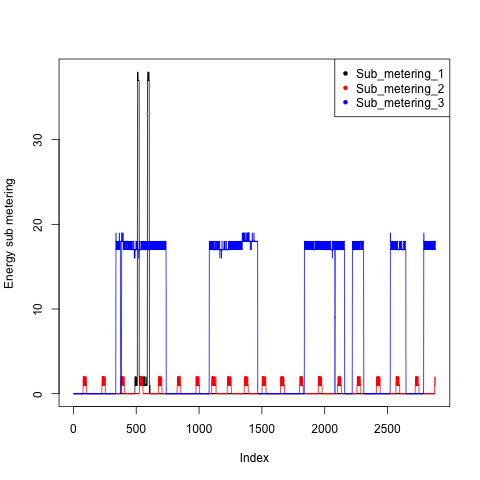 Sub_metering_1
Sub_metering_2
Sub_metering_3
Energy sub metering
30
20
10
0
0 500 1000 1500 2000 2500
Index